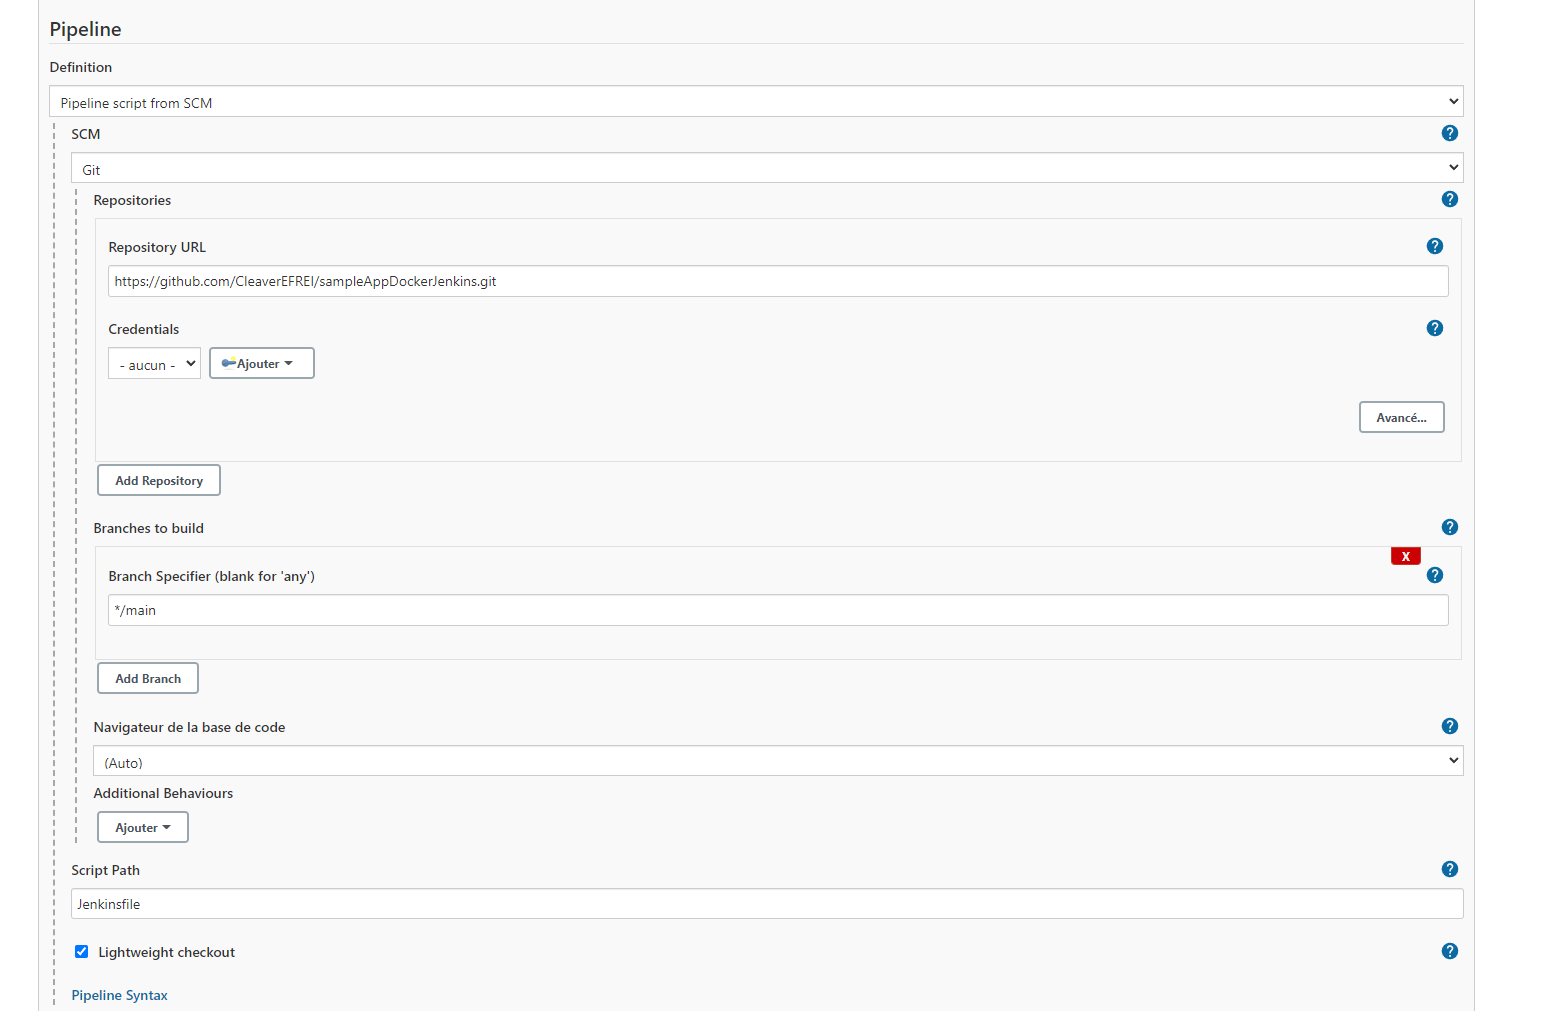 Pipeline
Definition
Pipeline script from SCM
SCM
?
Git
Repositories
?
Repository URL
?
https://github.com/CleaverEFREI/sampleAppDockerJenkins.git
Credentials
?
- aucun -
Ajouter
Avancé...
Add Repository
Branches to build
?
X
Branch Specifier (blank for 'any')
?
*/main
Add Branch
Navigateur de la base de code
?
(Auto)
Additional Behaviours
Ajouter
Script Path
?
Jenkinsfile
Lightweight checkout
?
Pipeline Syntax